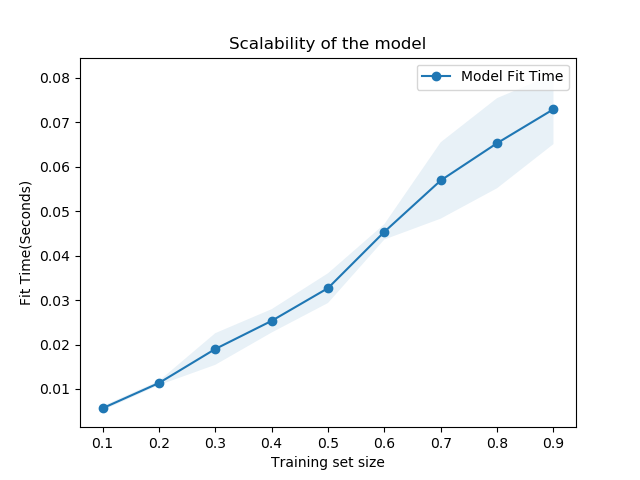 Scalability of the model
Model Fit Time
0.08
0.07
0.06
0.05
0.04
0.03
0.02
0.01
Fit Time(Seconds)
0.1 0.2 0.3 0.4 0.5 0.6 0.7 0.8 0.9
Training set size